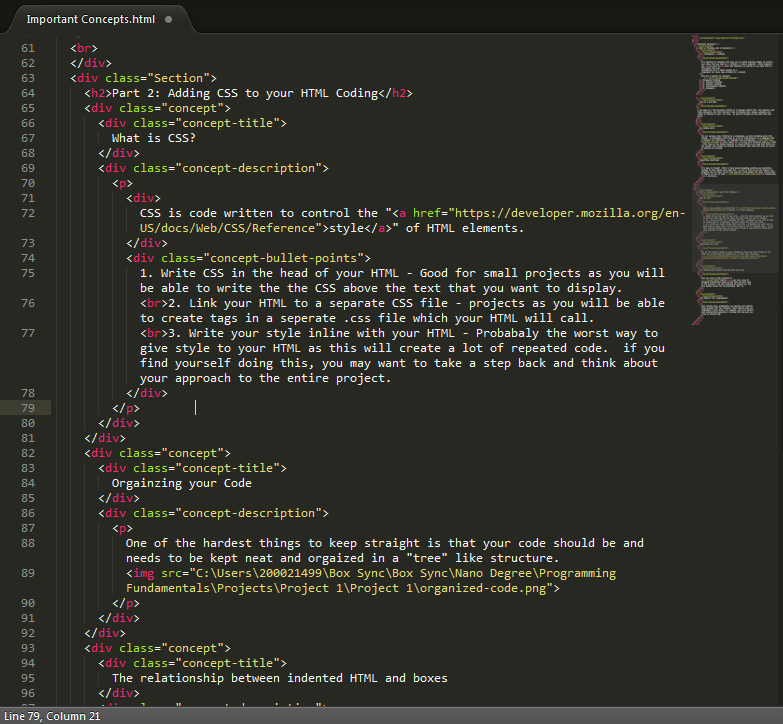 Important Concepts.html
61 <br>
62 </div>
63 <div class="Section">
64 <h2>Part 2: Adding CSS to your HTML Coding</h2>
65 <div class="concept">
66 <div class="concept-title">
67 What is CSS?
68 </div>
69 <div class="concept-description">
70 <p>
71 <div>
72 CSS is code written to control the "<a href="https://developer.mozilla.org/en-
US/docs/Web/CSS/Reference">style</a>" of HTML elements.
73 </div>
74 <div class="concept-bullet-points">
75 1. Write CSS in the head of your HTML - Good for small projects as you will
be able to write the the CSS above the text that you want to display.
76 <br>2. Link your HTML to a separate CSS file - projects as you will be able
to create tags in a seperate .css file which your HTML will call.
77 <br>3. Write your style inline with your HTML - Probabaly the worst way to
give style to your HTML as this will create a lot of repeated code.  if you
find yourself doing this, you may want to take a step back and think about
your approach to the entire project.
78 </div>
79 </p>
80 </div>
81 </div>
82 <div class="concept">
83 <div class="concept-title">
84 Orgainzing your Code
85 </div>
86 <div class="concept-description">
87 <p>
88 One of the hardest things to keep straight is that your code should be and
needs to be kept neat and orgaized in a "tree" like structure.
89 <img src="C:\Users\200021499\Box Sync\Box Sync\Nano Degree\Programming
Fundamentals\Projects\Project 1\Project 1\organized-code.png">
90 </p>
91 </div>
92 </div>
93 <div class="concept">
94 <div class="concept-title">
95 The relationship between indented HTML and boxes
96 </div>
Line 79, Column 21